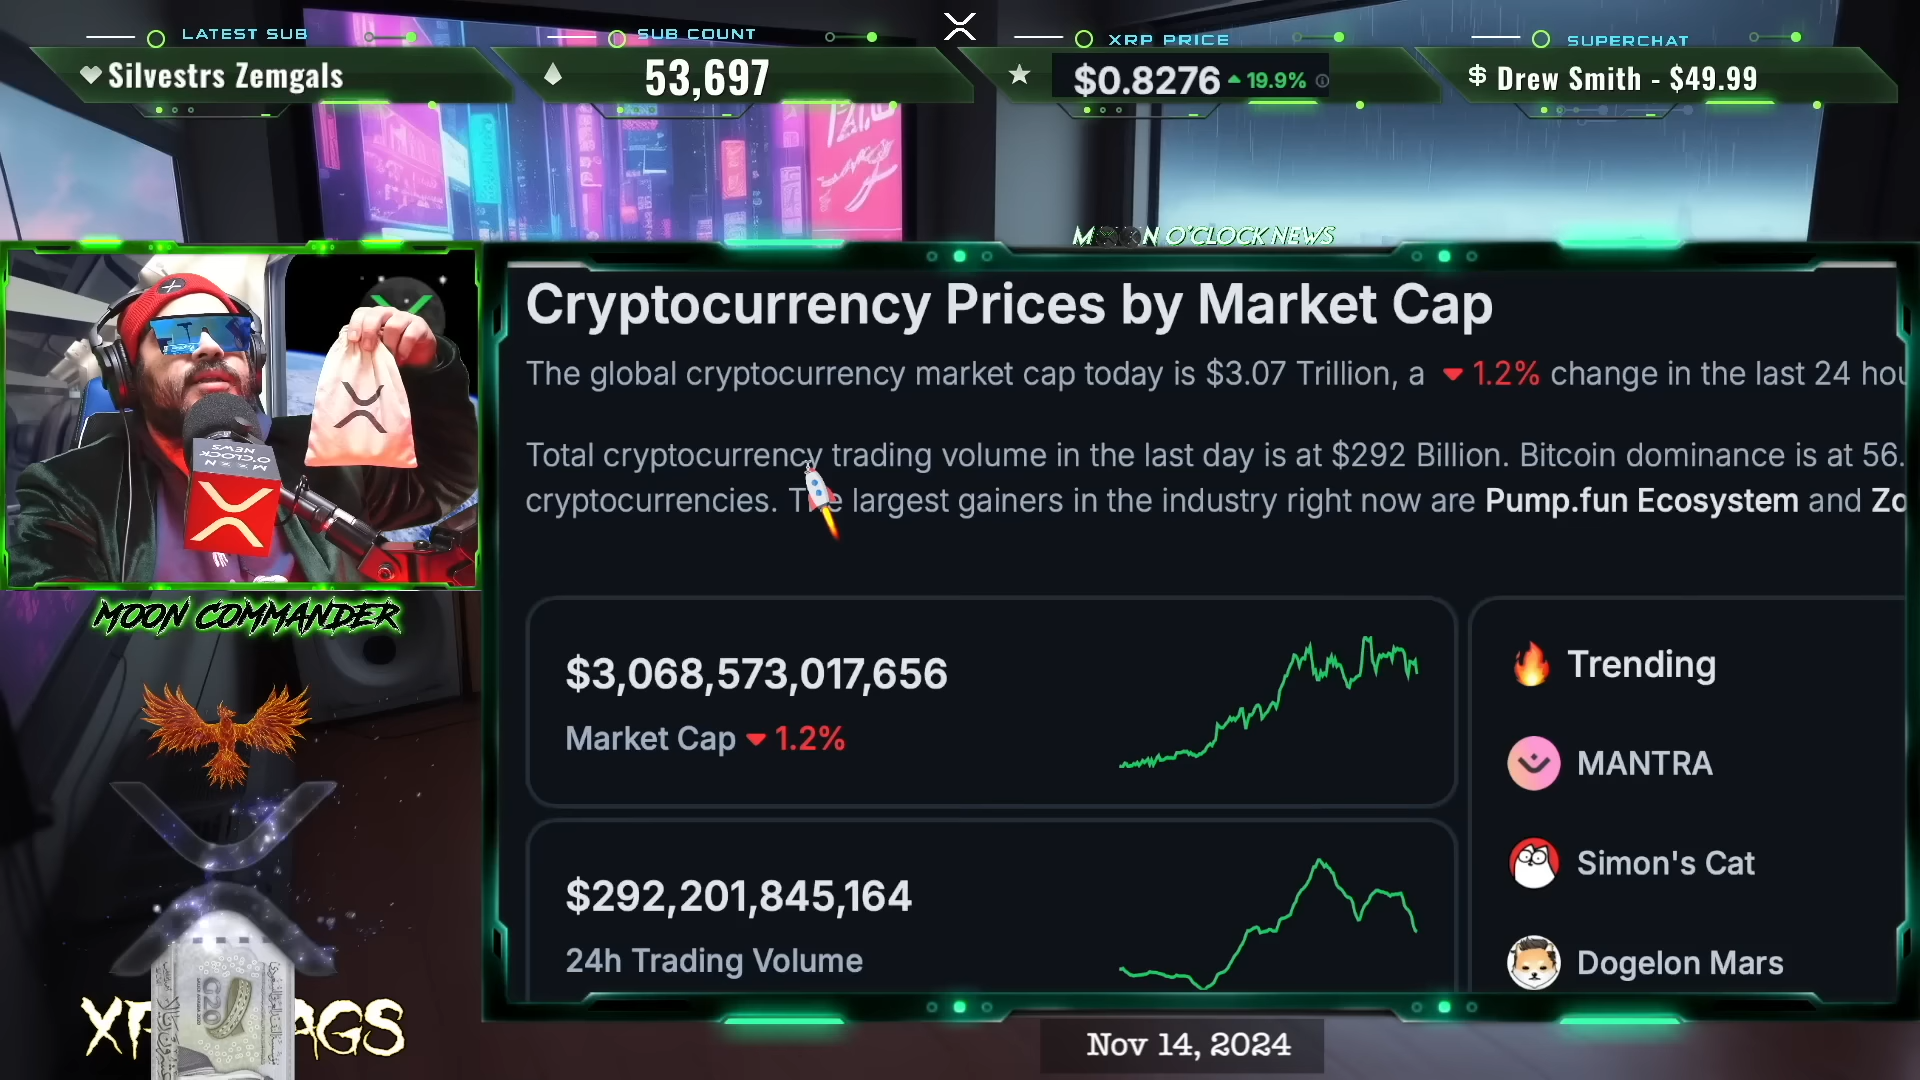 LATEST SUB
Silvestrs Zemgals
SUB COUNT
53,697
XRP PRICE
$0.8276 19.9%
SUPERCHAT
$ Drew Smith - $49.99
O'CLOCK NEWS
Cryptocurrency Prices by Market Cap
The global cryptocurrency market cap today is $3.07 Trillion, a 1.2% change in the last 24
Total cryptocurrency trading volume in the last day is at $292 Billion. Bitcoin dominance is at 56.
cryptocurrencies. The largest gainers in the industry right now are Pump.fun Ecosystem and
$3,068,573,017,656
Market Cap 1.2%
$292,201,845,164
24h Trading Volume
Trending
MANTRA
Simon's Cat
Dogelon Mars
O'CLOCK
NEWS
MOON COMMANDER
G20
Nov 14, 2024